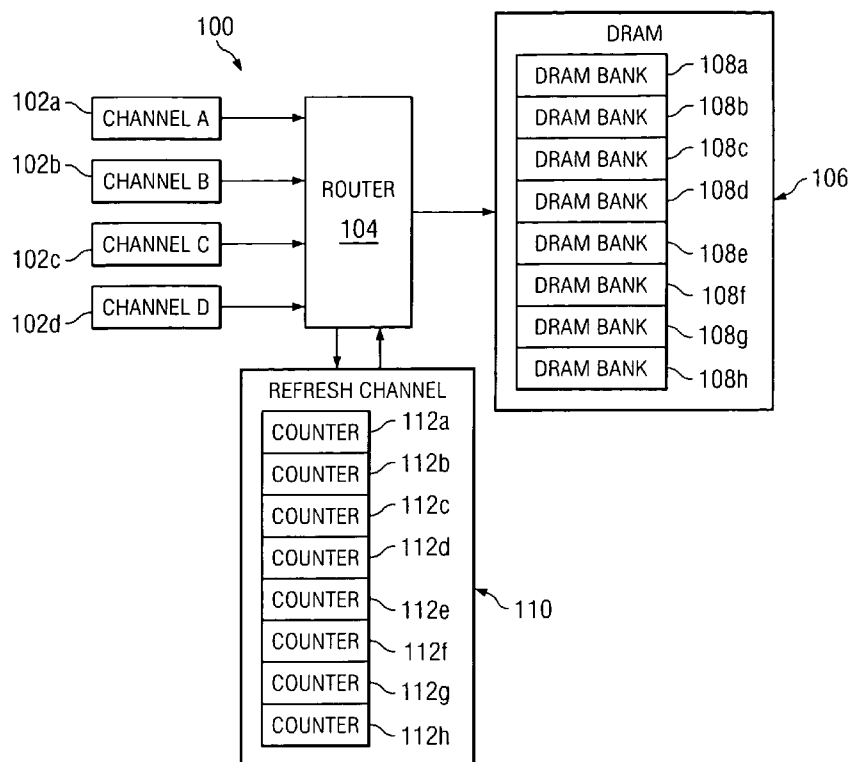 100
102a
CHANNEL A
102b
CHANNEL B
102c
CHANNEL C
102d
CHANNEL D
ROUTER
104
DRAM
DRAM BANK 108a
DRAM BANK 108b
DRAM BANK 108c
DRAM BANK 108d
DRAM BANK 108e
DRAM BANK 108f
DRAM BANK 108g
DRAM BANK 108h
106
REFRESH CHANNEL
COUNTER 112a
COUNTER 112b
COUNTER 112c
COUNTER 112d
COUNTER 112e
COUNTER 112f
COUNTER 112g
COUNTER 112h
110